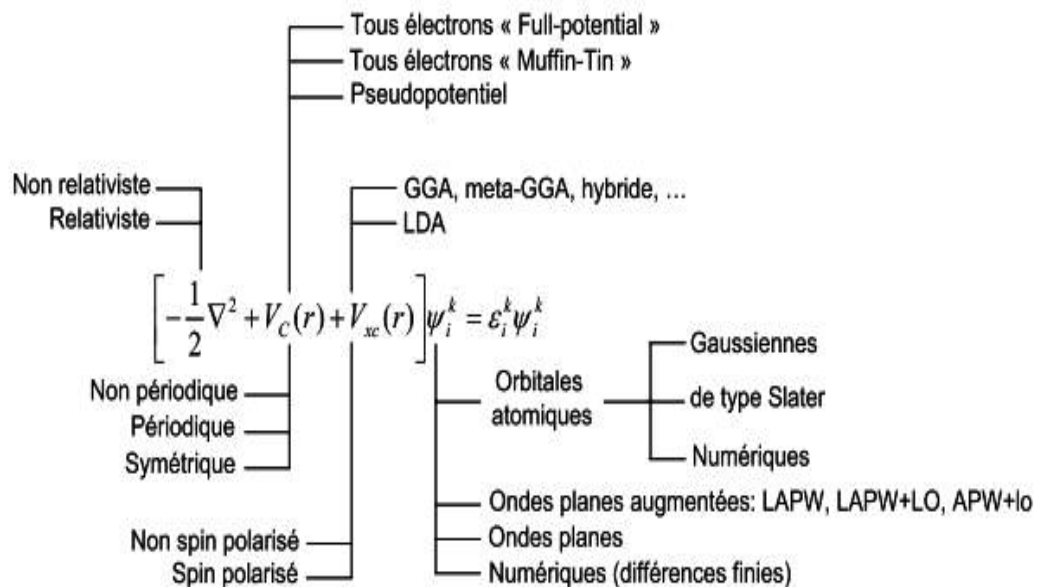 Tous électrons « Full-potential »
Tous électrons « Muffin-Tin »
Pseudopotentiel
Non relativiste
Relativiste
GGA, meta-GGA, hybride, ...
LDA
[-1/2 ∇² + V_C(r) + V_xc(r)] ψ_i^k = ε_i^k ψ_i^k
Non périodique
Périodique
Symétrique
Non spin polarisé
Spin polarisé
Orbitales
atomiques
Gaussiennes
de type Slater
Numériques
Ondes planes augmentées: LAPW, LAPW+LO, APW+lo
Ondes planes
Numériques (différences finies)